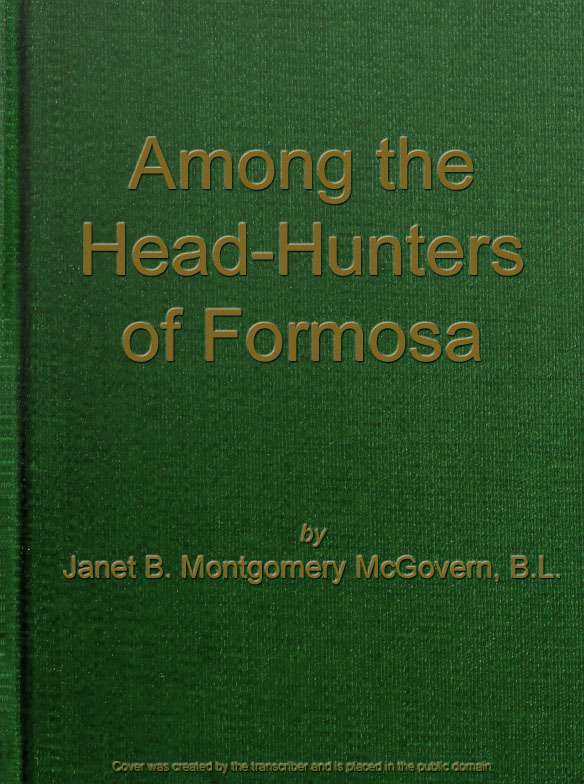 Among the
Head-Hunters
of Formosa
by
Janet B. Montgomery McGovern, B.L.
Cover was created by the transcriber and is placed in the public domain